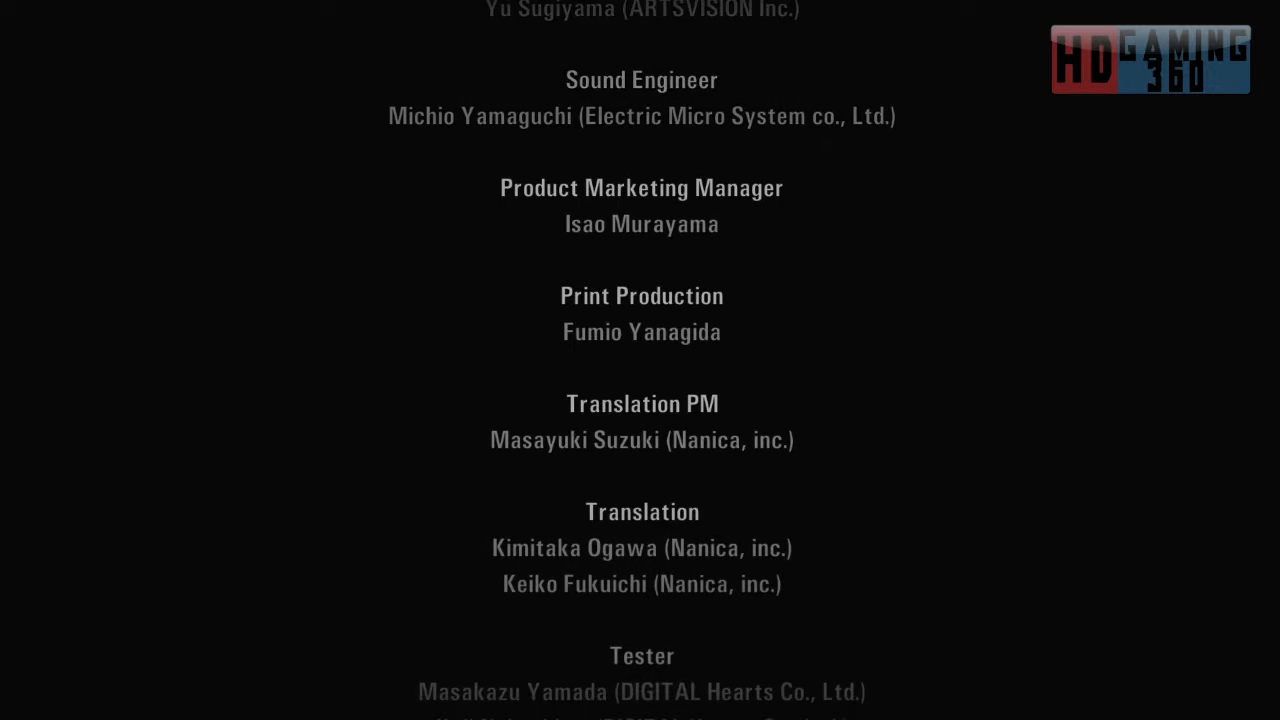 Yu Sugiyama (ARTSVISION Inc.)
HD GAMING
360
Sound Engineer
Michio Yamaguchi (Electric Micro System co., Ltd.)
Product Marketing Manager
Isao Murayama
Print Production
Fumio Yanagida
Translation PM
Masayuki Suzuki (Nanica, inc.)
Translation
Kimitaka Ogawa (Nanica, inc.)
Keiko Fukuichi (Nanica, inc.)
Tester
Masakazu Yamada (DIGITAL Hearts Co., Ltd.)